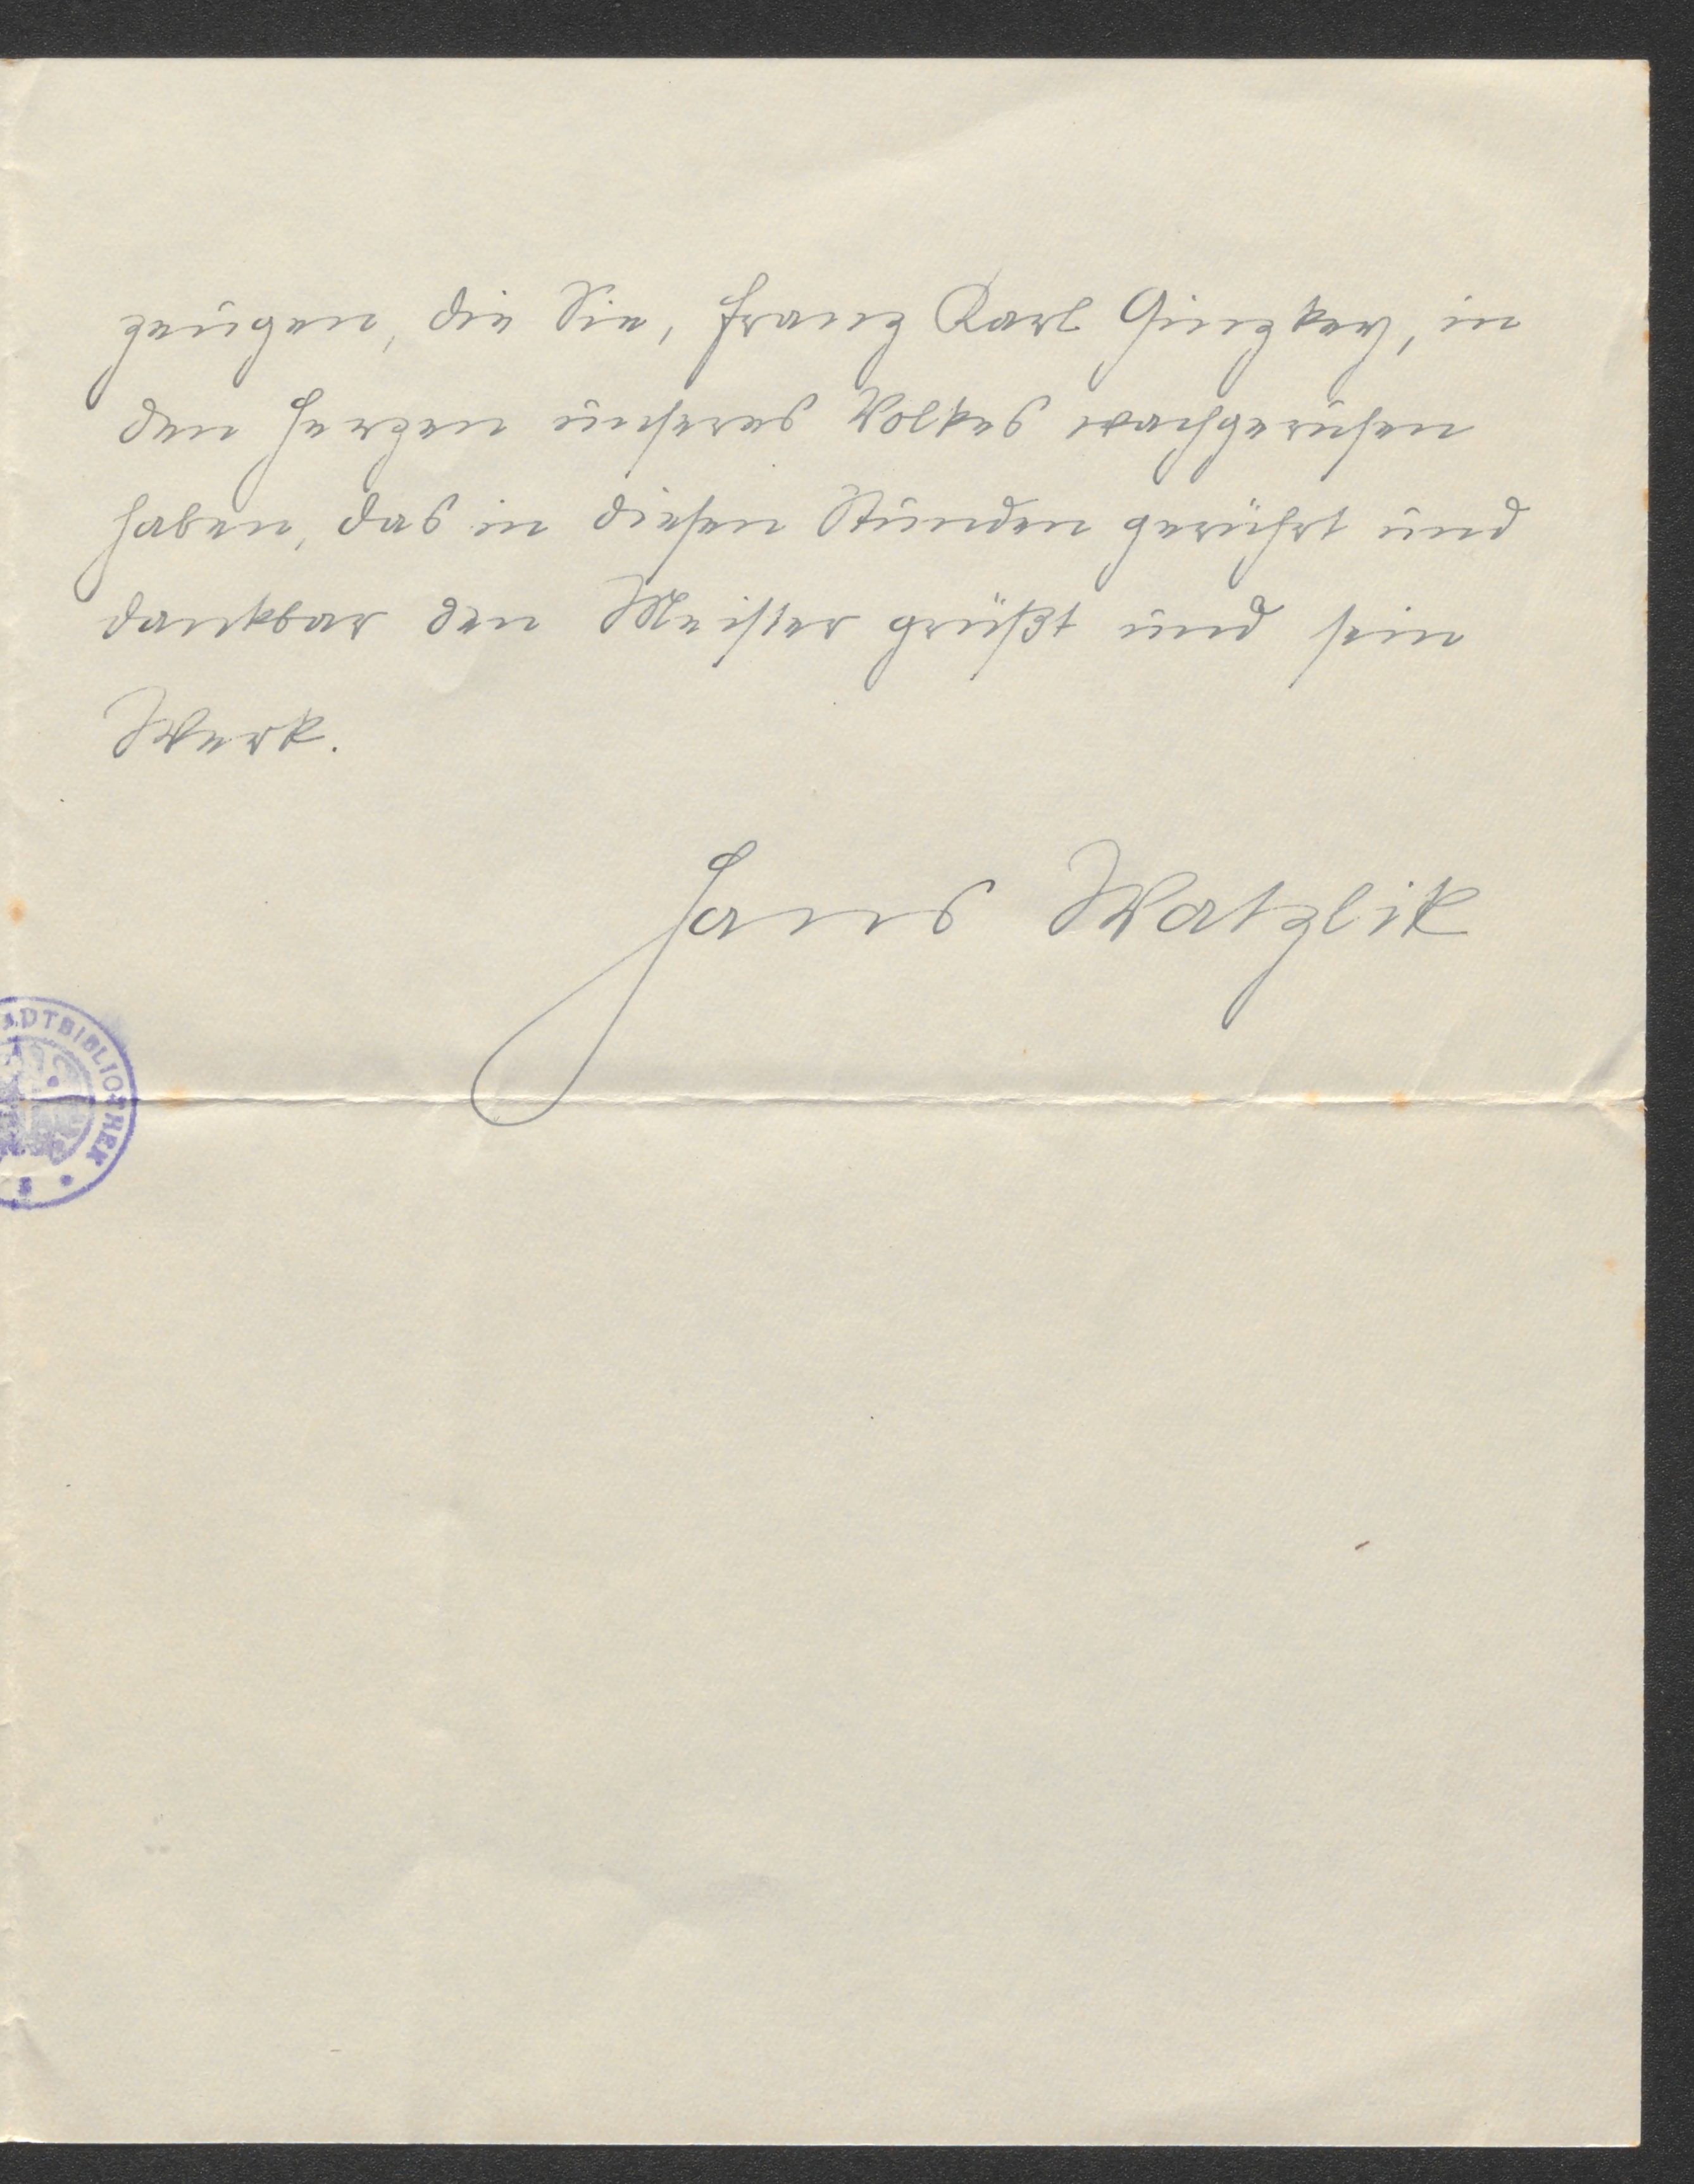 zeugen, die Sie, Franz Karl Ginzkey, in
den Herzen unseres Volkes wachgerufen
haben, das in diesen Stunden gerührt und
dankbar den Meister grüßt und sein
Werk.
Hans Watzlik
ADTBIBLIOTHEK